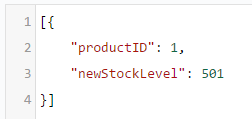 1 [{
2 "productID": 1,
3 "newStockLevel": 501
4 }]